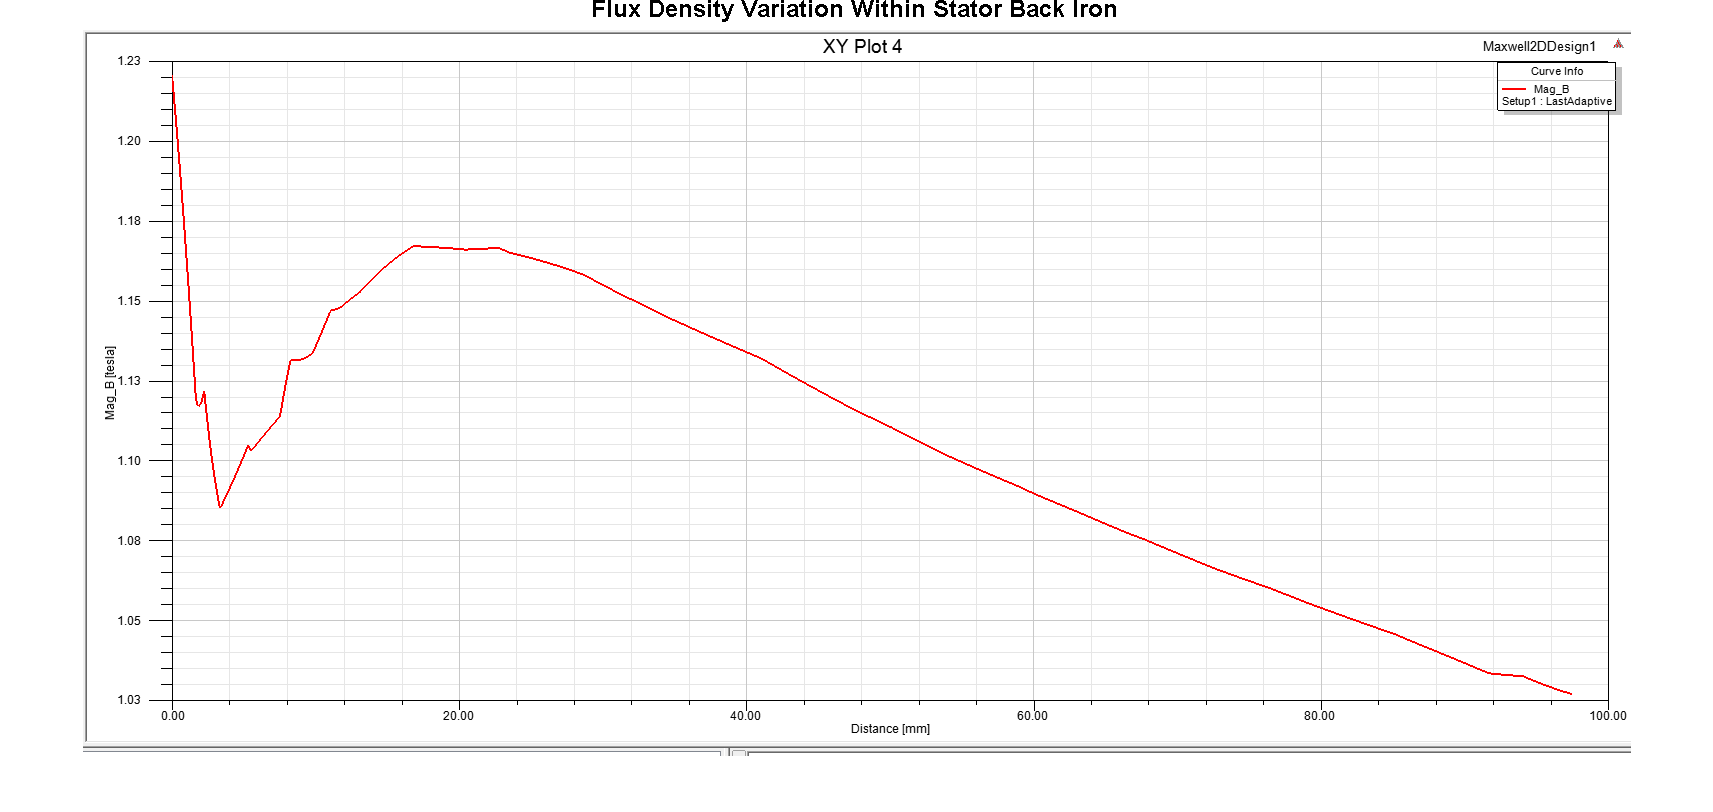 Flux Density Variation Within Stator Back Iron
XY Plot 4
Maxwell2DDesign1
Curve Info
Mag_B
Setup1 : LastAdaptive
1.23
1.20
1.18
1.15
1.13
1.10
1.08
1.05
1.03
Mag_B [tesla]
0.00 20.00 40.00 60.00 80.00 100.00
Distance [mm]